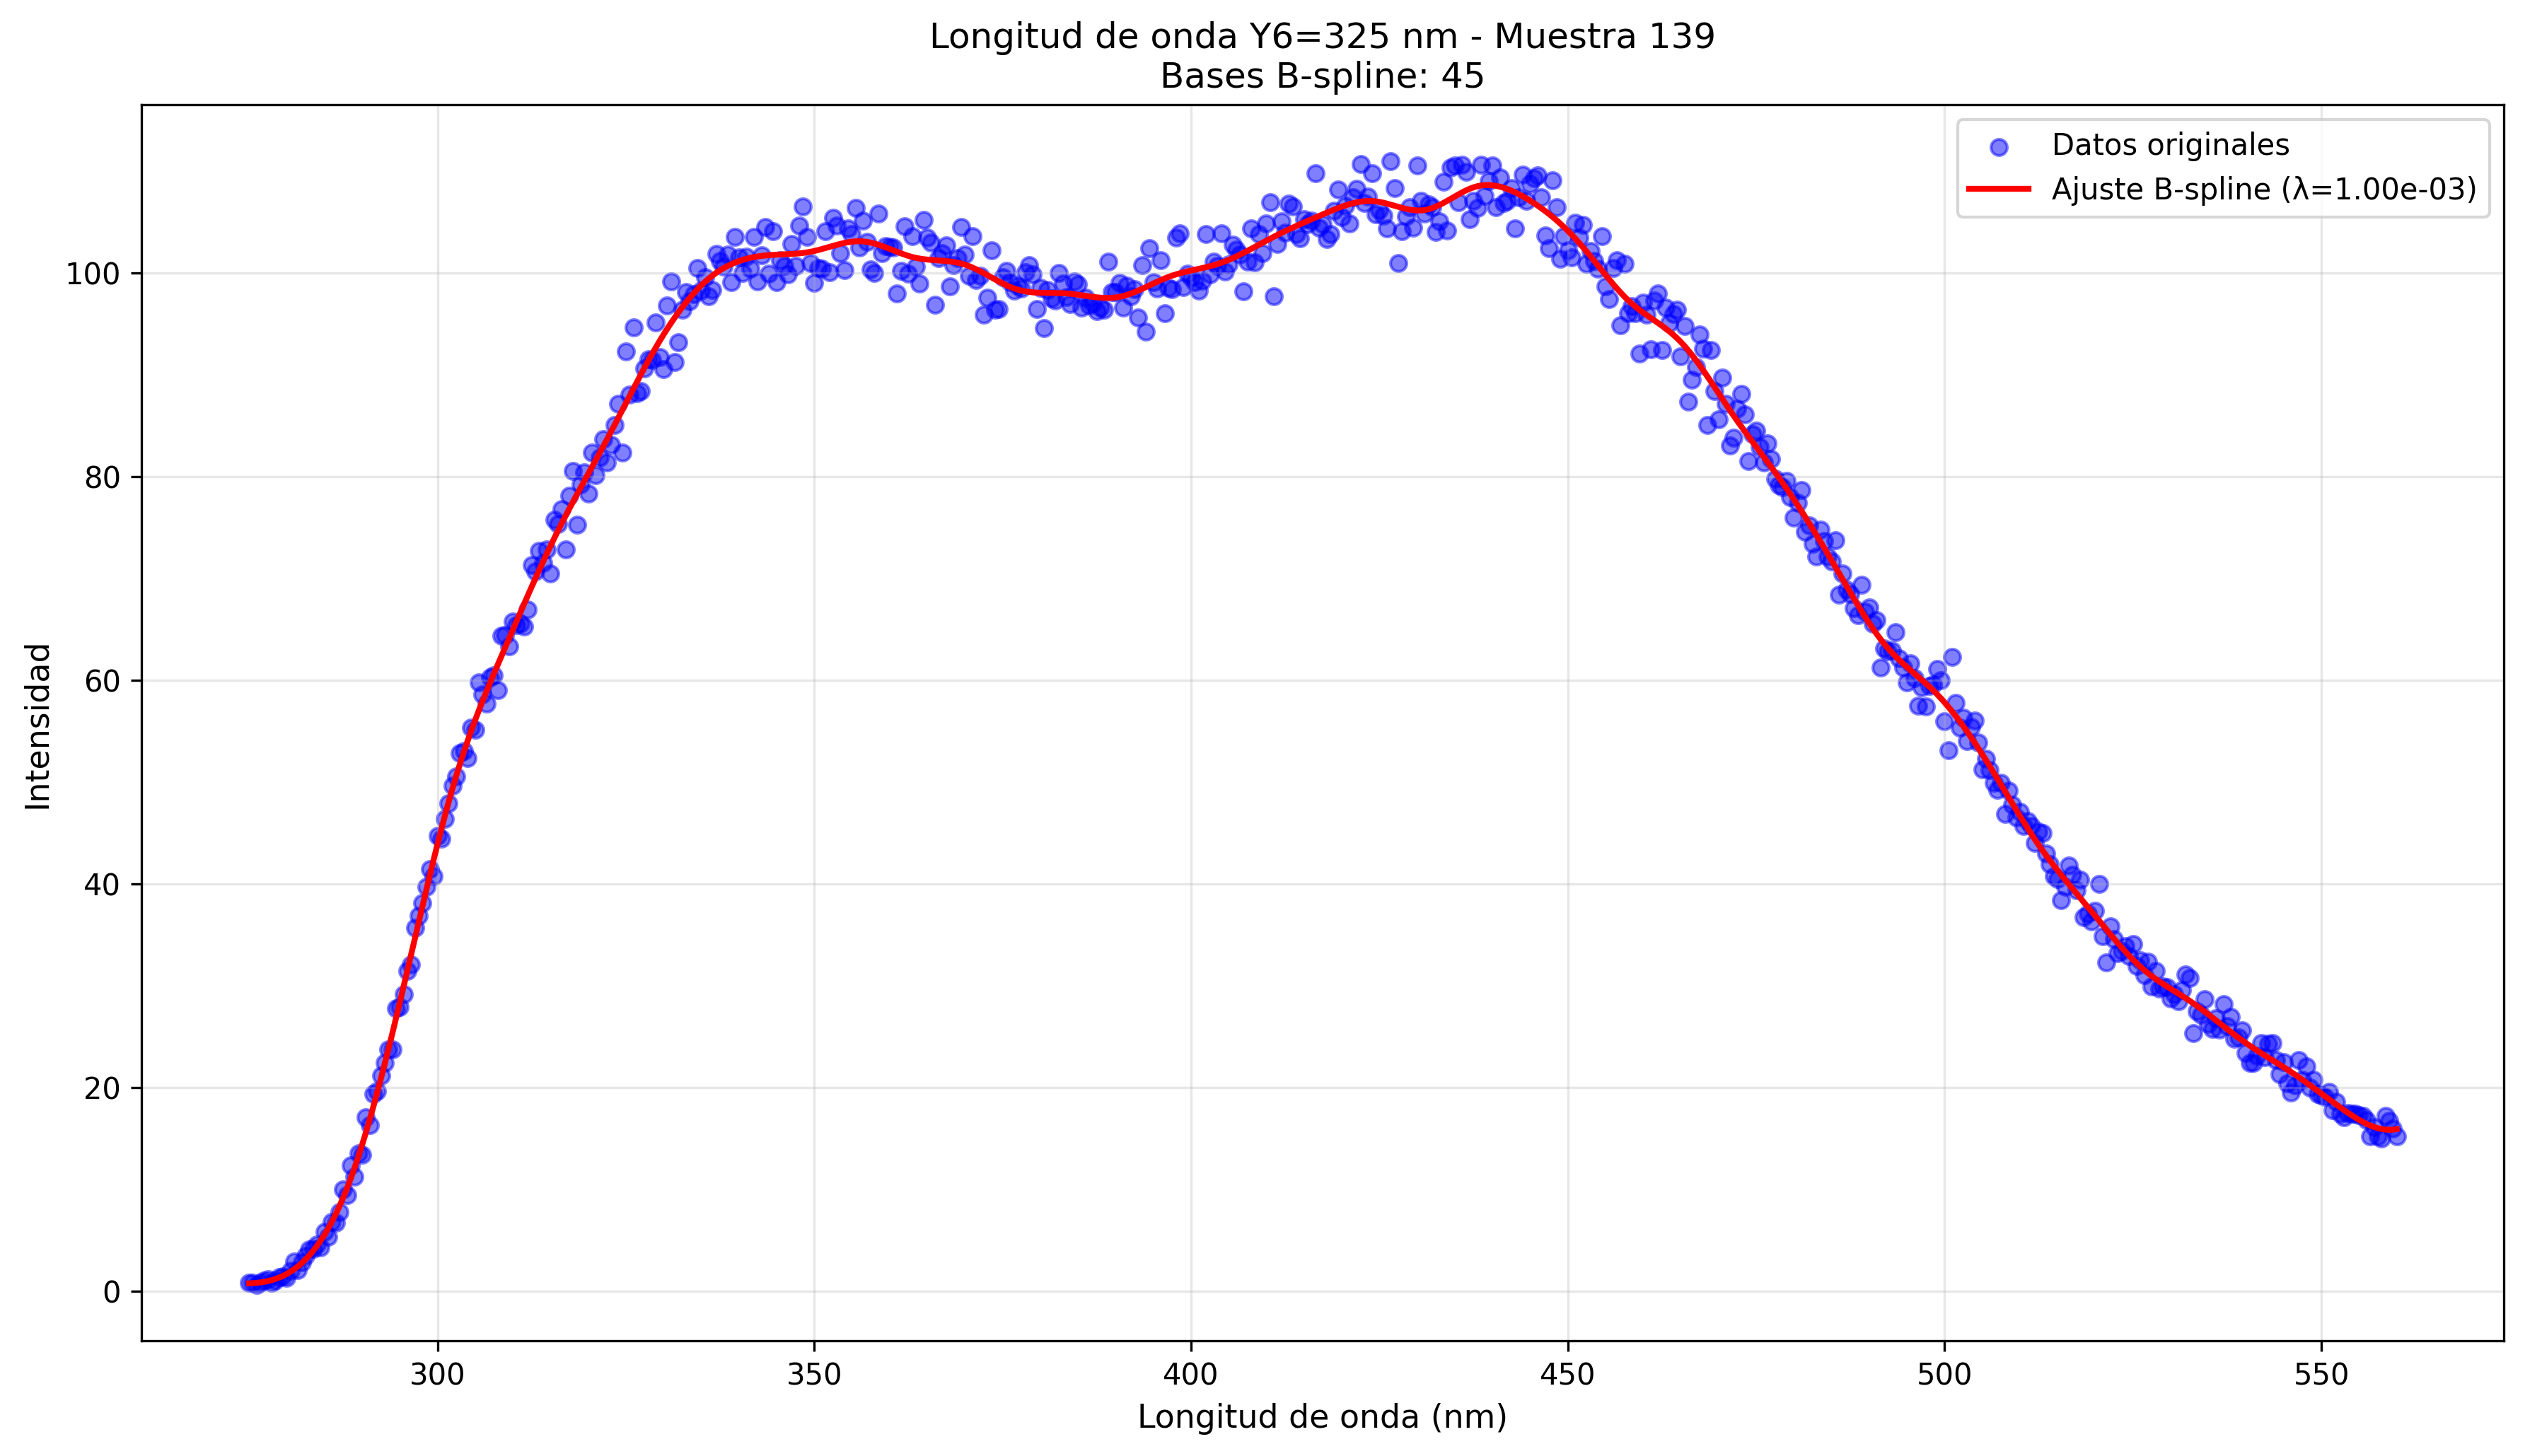 Longitud de onda Y6=325 nm - Muestra 139
Bases B-spline: 45
Datos originales
Ajuste B-spline (λ=1.00e-03)
Intensidad
100
80
60
40
20
0
300 350 400 450 500 550
Longitud de onda (nm)